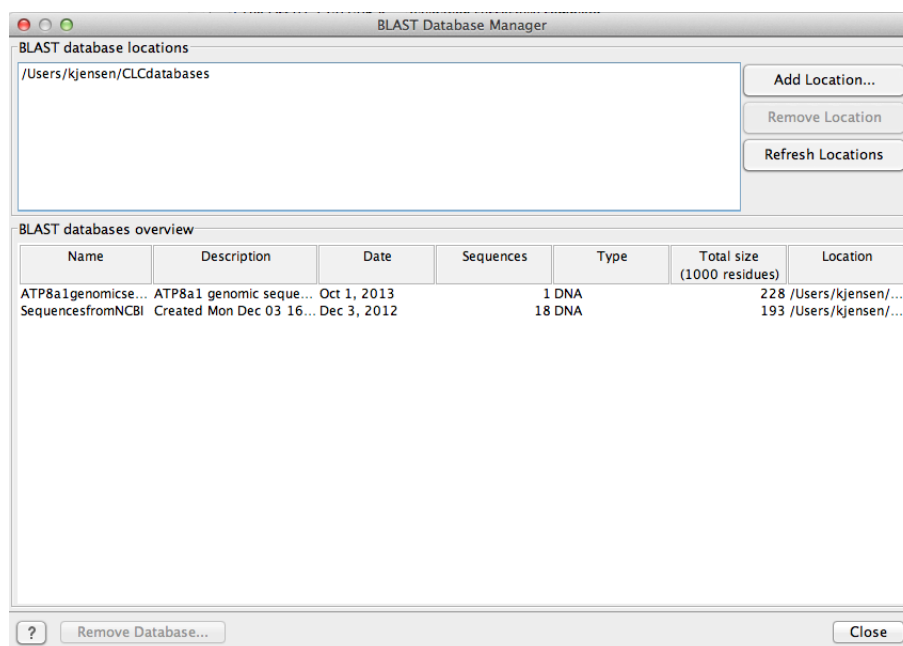 BLAST Database Manager
BLAST database locations
/Users/kjensen/CLCdatabases
Add Location...
Remove Location
Refresh Locations
BLAST databases overview
Name Description Date Sequences Type Total size (1000 residues) Location
ATP8a1genomicse... ATP8a1 genomic seque... Oct 1, 2013 1 DNA 228 /Users/kjensen/...
SequencesfromNCBI Created Mon Dec 03 16... Dec 3, 2012 18 DNA 193 /Users/kjensen/...
? Remove Database... Close